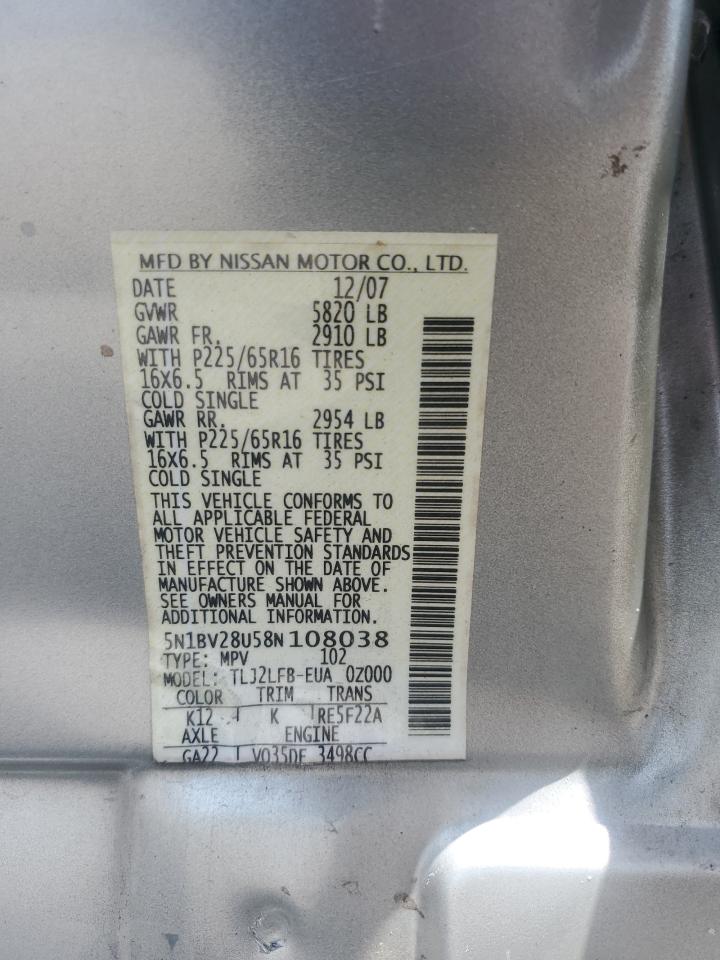 MFD BY NISSAN MOTOR CO., LTD.
DATE 12/07
GVWR 5820 LB
GAWR FR. 2910 LB
WITH P225/65R16 TIRES
16X6.5 RIMS AT 35 PSI
COLD SINGLE
GAWR RR. 2954 LB
WITH P225/65R16 TIRES
16X6.5 RIMS AT 35 PSI
COLD SINGLE
THIS VEHICLE CONFORMS TO
ALL APPLICABLE FEDERAL
MOTOR VEHICLE SAFETY AND
THEFT PREVENTION STANDARDS
IN EFFECT ON THE DATE OF
MANUFACTURE SHOWN ABOVE.
SEE OWNERS MANUAL FOR
ADDITIONAL INFORMATION.
5N1BV28U58N108038
TYPE: MPV 102
MODEL: TLJ2LFB-EUA 0Z000
COLOR TRIM TRANS
K12 K RE5F22A
AXLE ENGINE
GA22 VQ35DE 3498CC